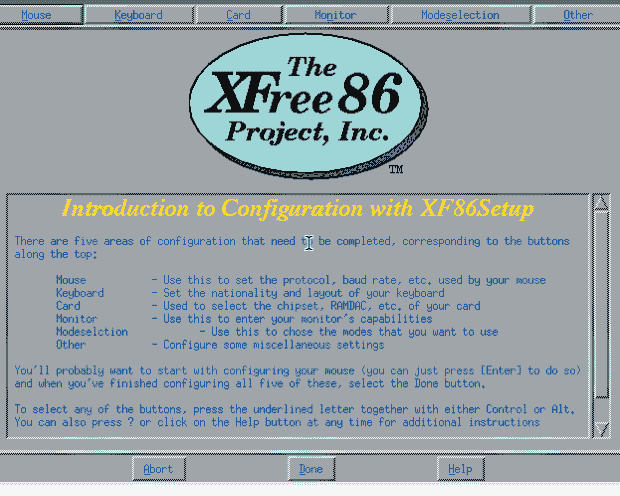 Mouse Keyboard Card Monitor Modeselection Other
The
XFree86
Project, Inc.
TM
Introduction to Configuration with XF86Setup
There are five areas of configuration that need to be completed, corresponding to the buttons
along the top:
Mouse - Use this to set the protocol, baud rate, etc. used by your mouse
Keyboard - Set the nationality and layout of your keyboard
Card - Used to select the chipset, RAMDAC, etc. of your card
Monitor - Use this to enter your monitor's capabilities
Modeselction - Use this to chose the modes that you want to use
Other - Configure some miscellaneous settings
You'll probably want to start with configuring your mouse (you can just press [Enter] to do so)
and when you've finished configuring all five of these, select the Done button.
To select any of the buttons, press the underlined letter together with either Control or Alt.
You can also press ? or click on the Help button at any time for additional instructions
Abort Done Help